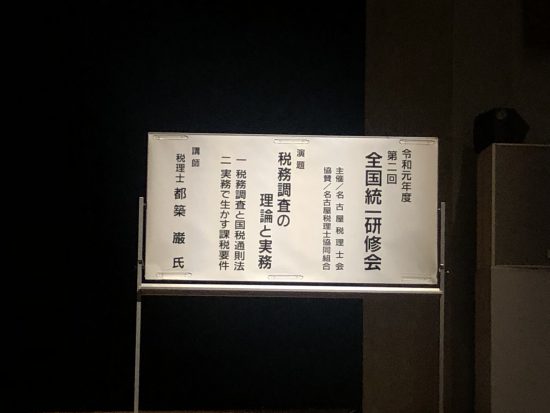 令和元年度
第二回
全国統一研修会
主催/名古屋税理士会
協賛/名古屋税理士協同組合
演題
税務調査の
理論と実務
一 税務調査と国税通則法
二 実務で生かす課税要件
講師
税理士 都築 巌 氏